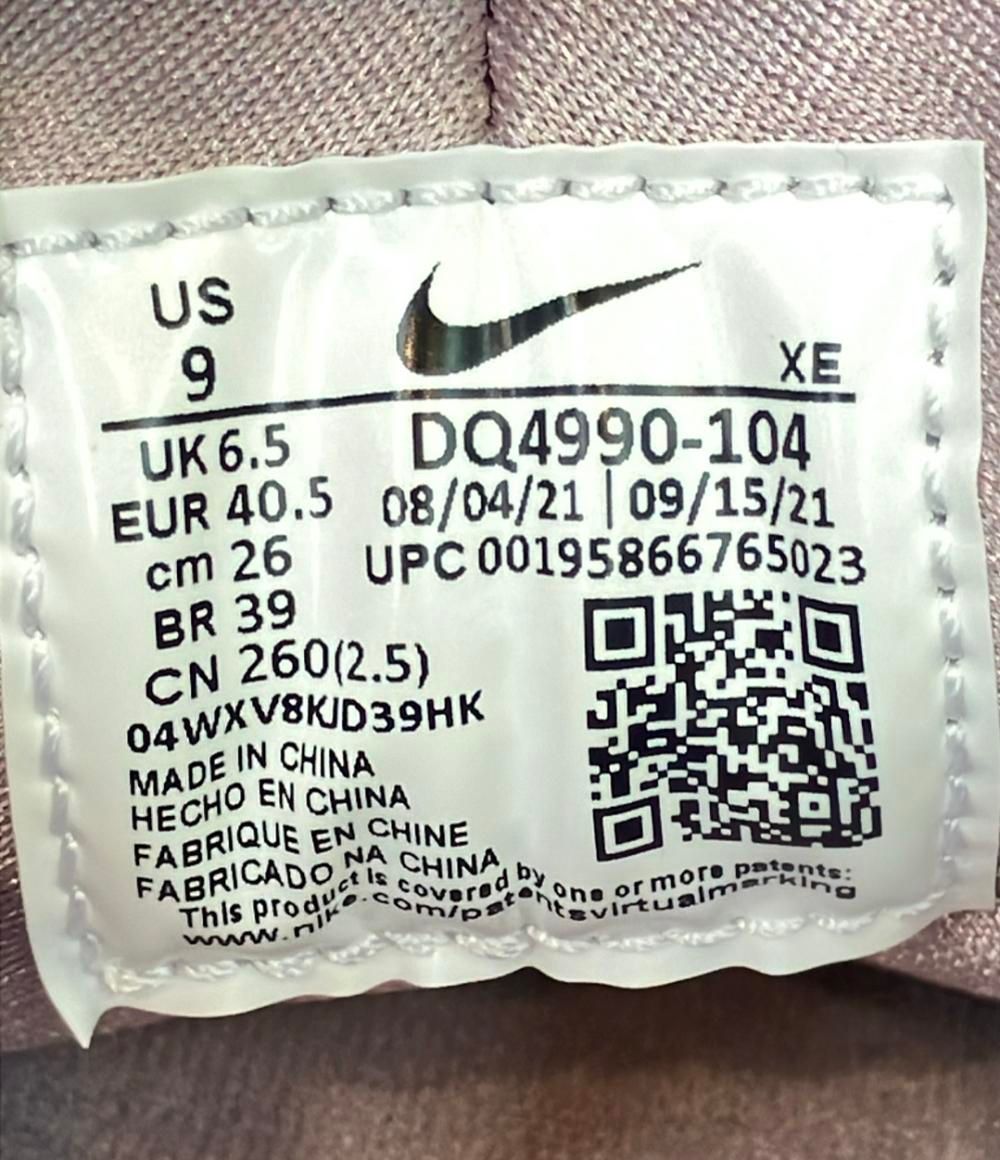 US
9
XE
UK 6.5
DQ4990-104
EUR 40.5
08/04/21 | 09/15/21
cm 26
UPC 00195866765023
BR 39
CN 260(2.5)
04WXV8KJD39HK
MADE IN CHINA
HECHO EN CHINA
FABRIQUE EN CHINE
FABRICADO NA CHINA
This product is covered by one or more patents:
www.nike.com/patentsvirtualmarking